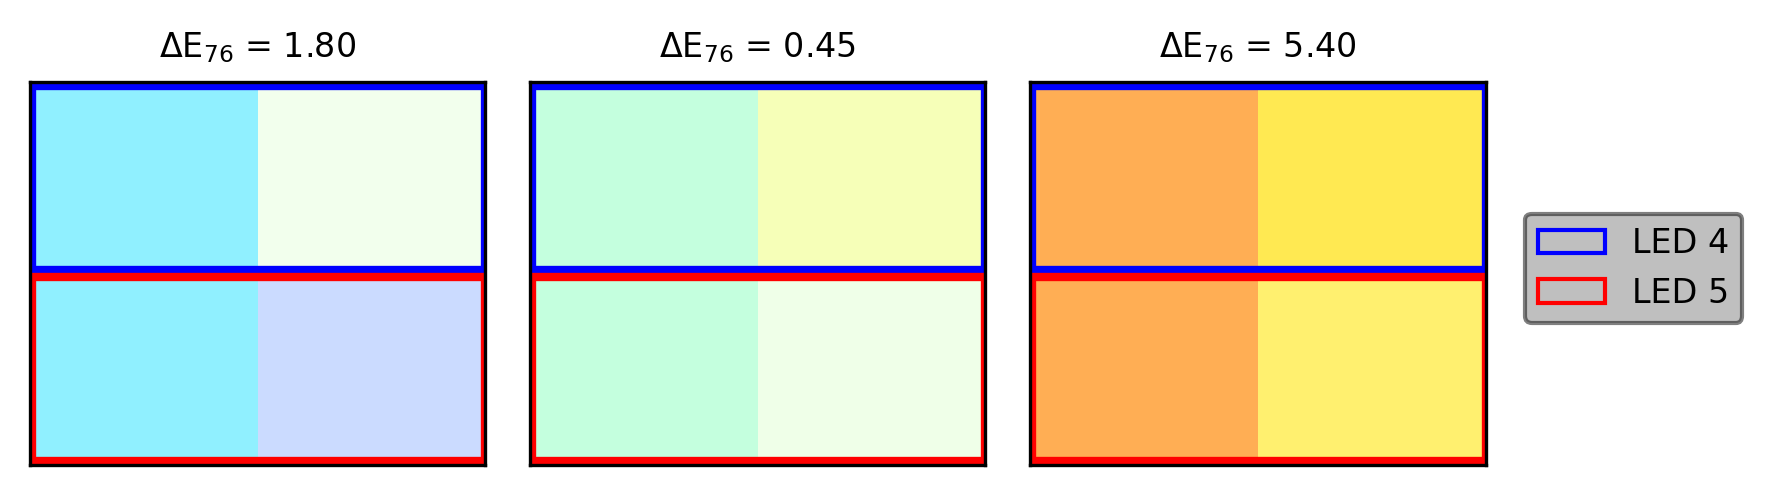 ΔE₇₆ = 1.80
ΔE₇₆ = 0.45
ΔE₇₆ = 5.40
LED 4
LED 5